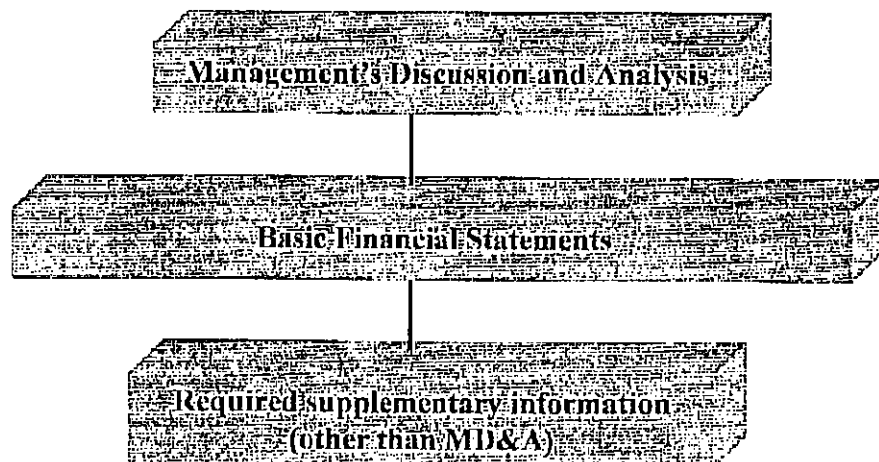 Management's Discussion and Analysis
Basic Financial Statements
Required supplementary information
(other than MD&A)